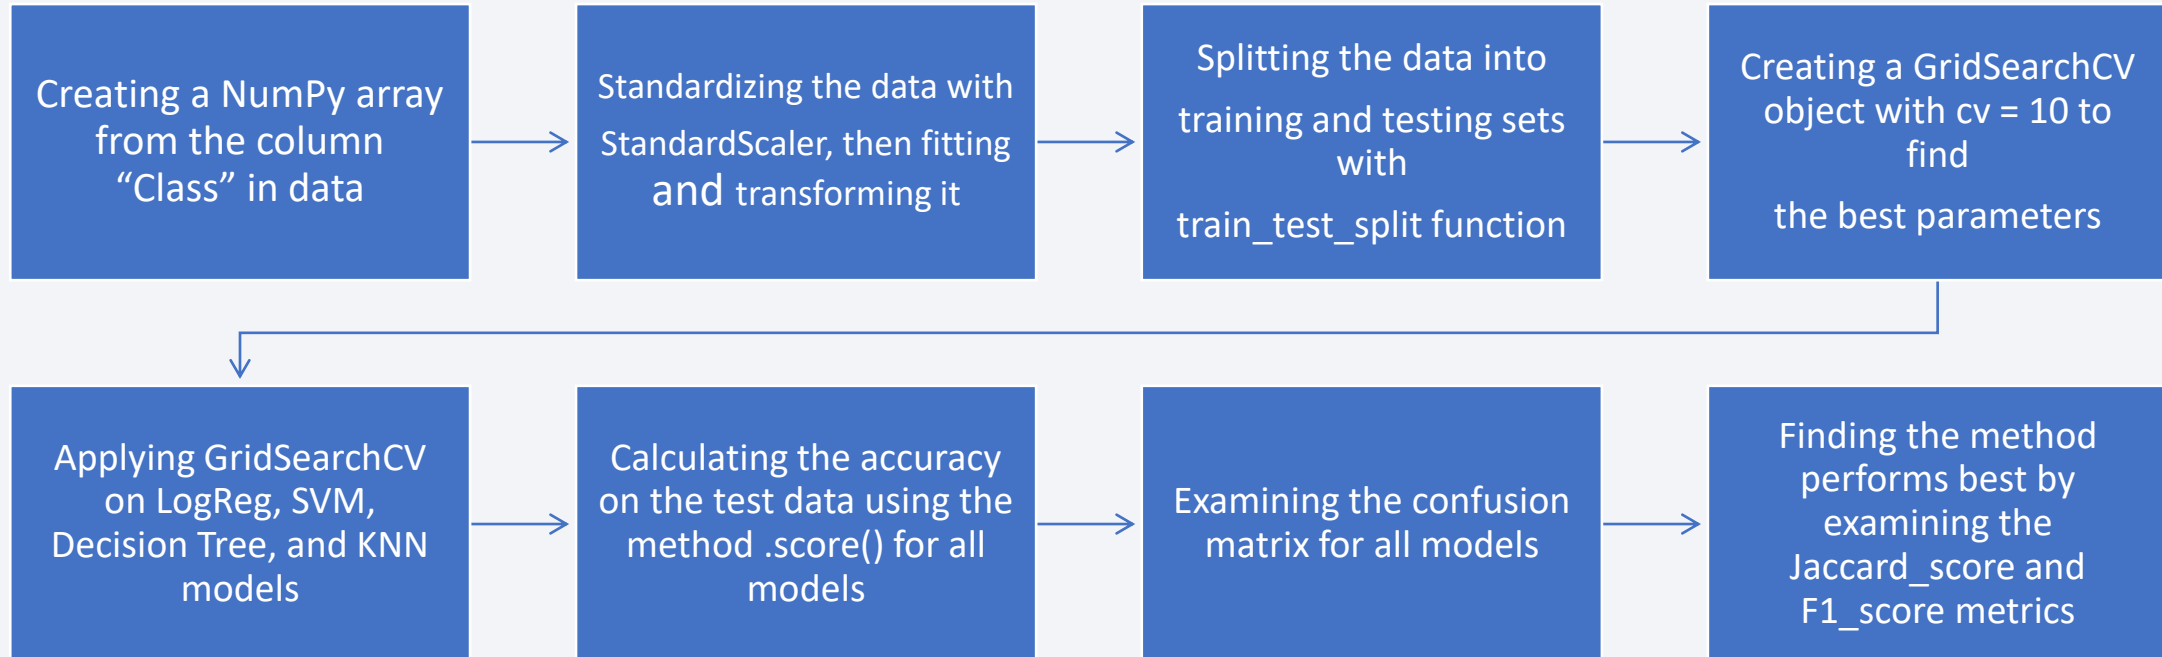 Creating a NumPy array
from the column
“Class” in data
Standardizing the data with
StandardScaler, then fitting
and transforming it
Splitting the data into
training and testing sets
with
train_test_split function
Creating a GridSearchCV
object with cv = 10 to
find
the best parameters
Applying GridSearchCV
on LogReg, SVM,
Decision Tree, and KNN
models
Calculating the accuracy
on the test data using the
method .score() for all
models
Examining the confusion
matrix for all models
Finding the method
performs best by
examining the
Jaccard_score and
F1_score metrics